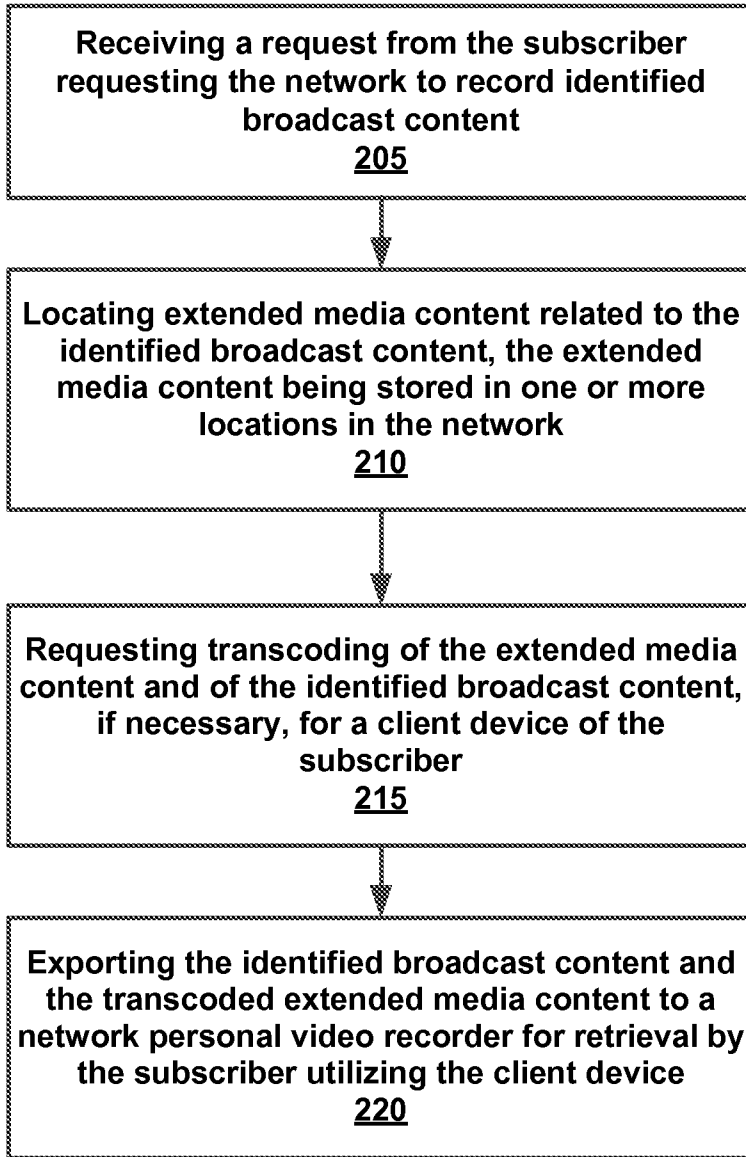 Receiving a request from the subscriber
requesting the network to record identified
broadcast content
205
Locating extended media content related to the
identified broadcast content, the extended
media content being stored in one or more
locations in the network
210
Requesting transcoding of the extended media
content and of the identified broadcast content,
if necessary, for a client device of the
subscriber
215
Exporting the identified broadcast content and
the transcoded extended media content to a
network personal video recorder for retrieval by
the subscriber utilizing the client device
220